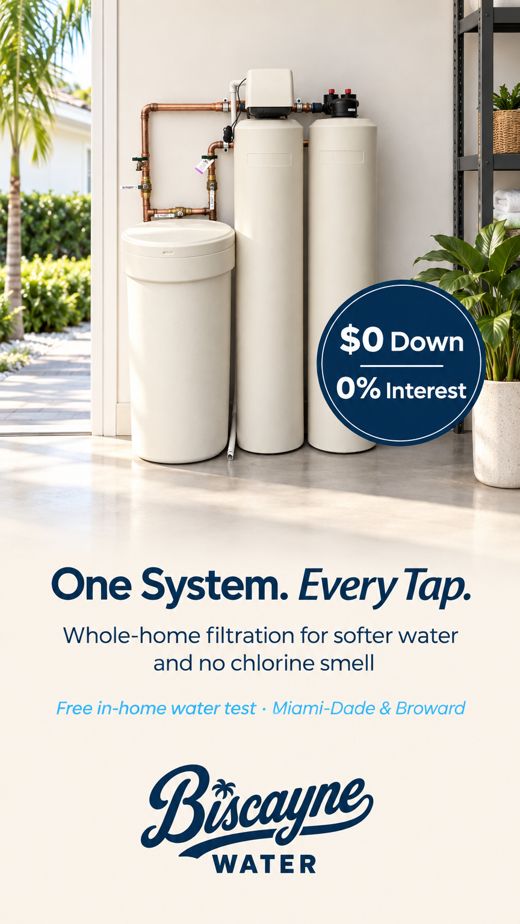 $0 Down
0% Interest
One System. Every Tap.
Whole-home filtration for softer water
and no chlorine smell
Free in-home water test · Miami-Dade & Broward
Biscayne
WATER